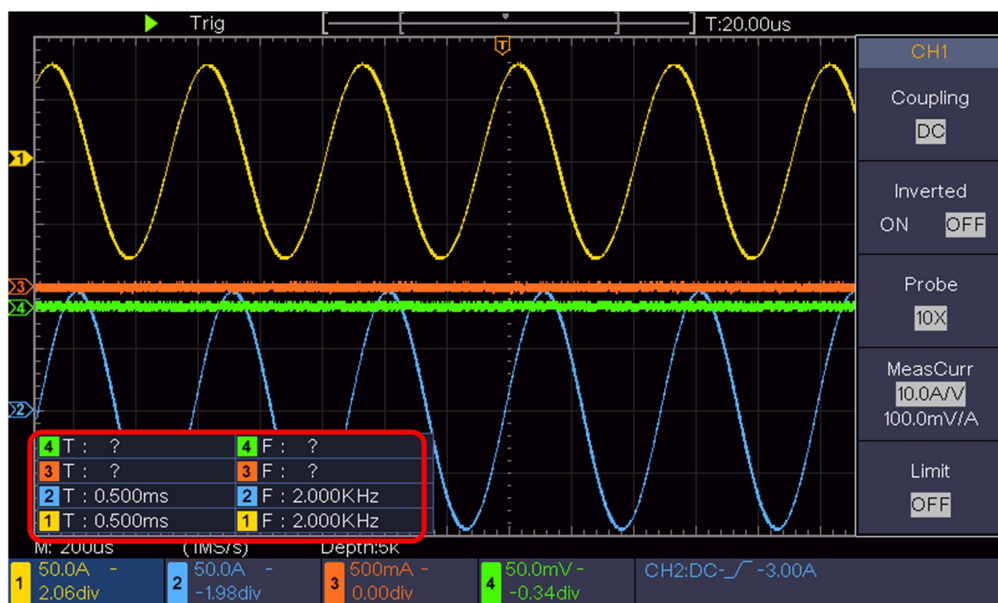 Trig T:20.00us
T
CH1
Coupling
DC
Inverted
ON OFF
Probe
10X
MeasCurr
10.0A/V
100.0mV/A
Limit
OFF
1
3
4
2
4 T : ? 4 F : ?
3 T : ? 3 F : ?
2 T : 0.500ms 2 F : 2.000KHz
1 T : 0.500ms 1 F : 2.000KHz
M: 200us (1MS/s) Depth:5K
1 50.0A - 2.06div
2 50.0A - -1.98div
3 500mA - 0.00div
4 50.0mV - -0.34div
CH2:DC- -3.00A